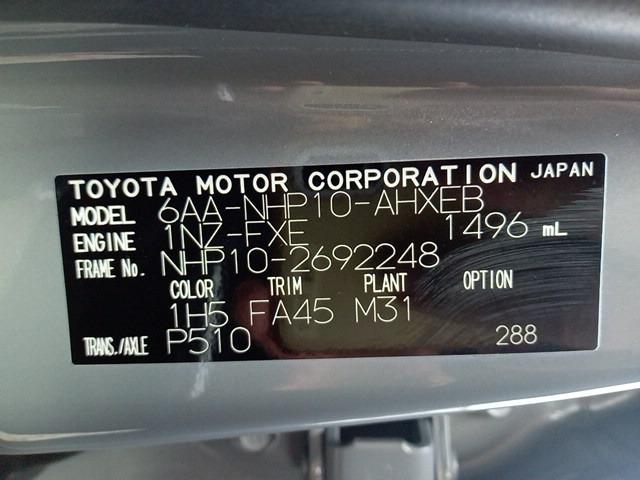 TOYOTA MOTOR CORPORATION JAPAN
MODEL 6AA-NHP10-AHXEB
ENGINE 1NZ-FXE 1496 mL
FRAME No. NHP10-2692248
COLOR TRIM PLANT OPTION
1H5 FA45 M31
TRANS./AXLE P510 288